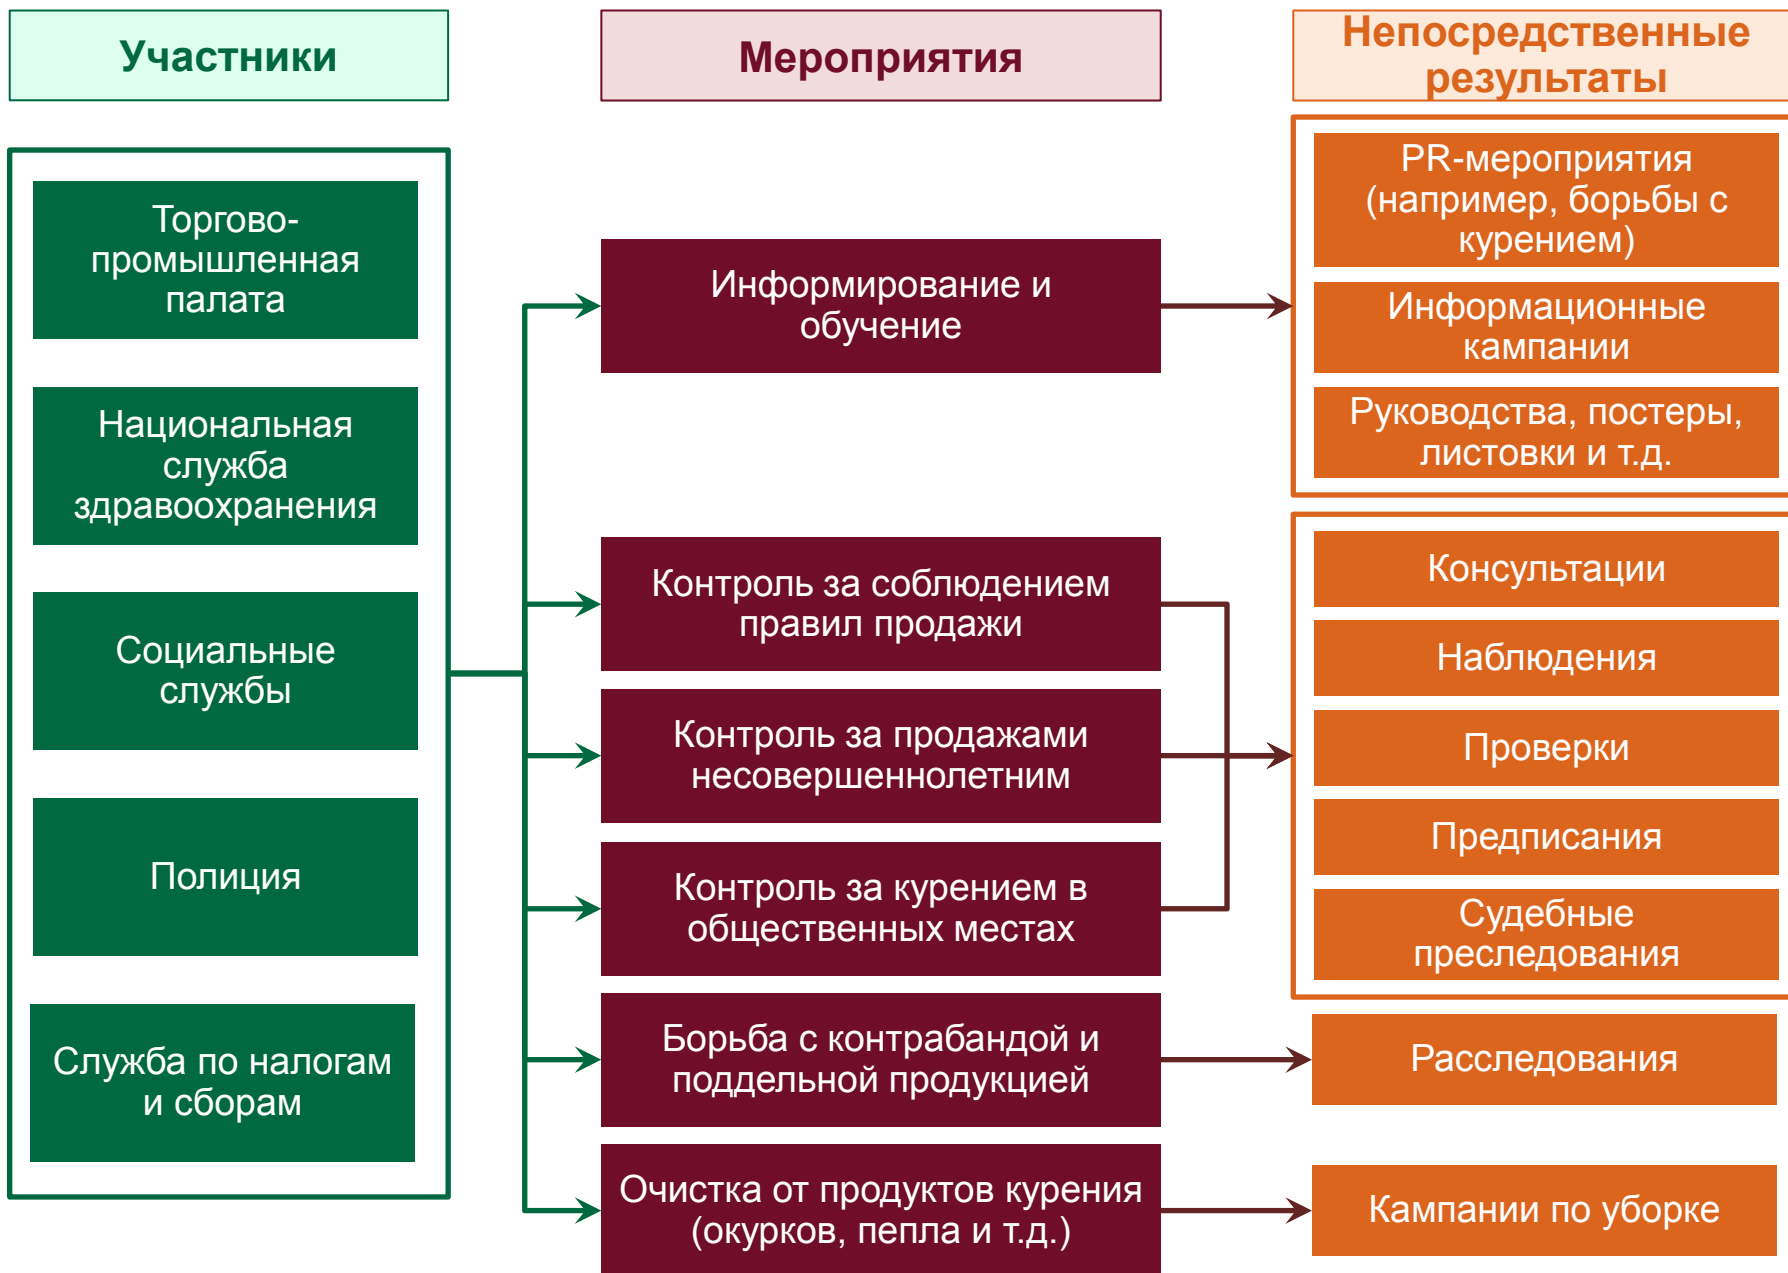 Участники
Мероприятия
Непосредственные
результаты
Торгово-
промышленная
палата
Национальная
служба
здравоохранения
Социальные
службы
Полиция
Служба по налогам
и сборам
Информирование и
обучение
Контроль за соблюдением
правил продажи
Контроль за продажами
несовершеннолетним
Контроль за курением в
общественных местах
Борьба с контрабандой и
поддельной продукцией
Очистка от продуктов курения
(окурков, пепла и т.д.)
PR-мероприятия
(например, борьбы с
курением)
Информационные
кампании
Руководства, постеры,
листовки и т.д.
Консультации
Наблюдения
Проверки
Предписания
Судебные
преследования
Расследования
Кампании по уборке